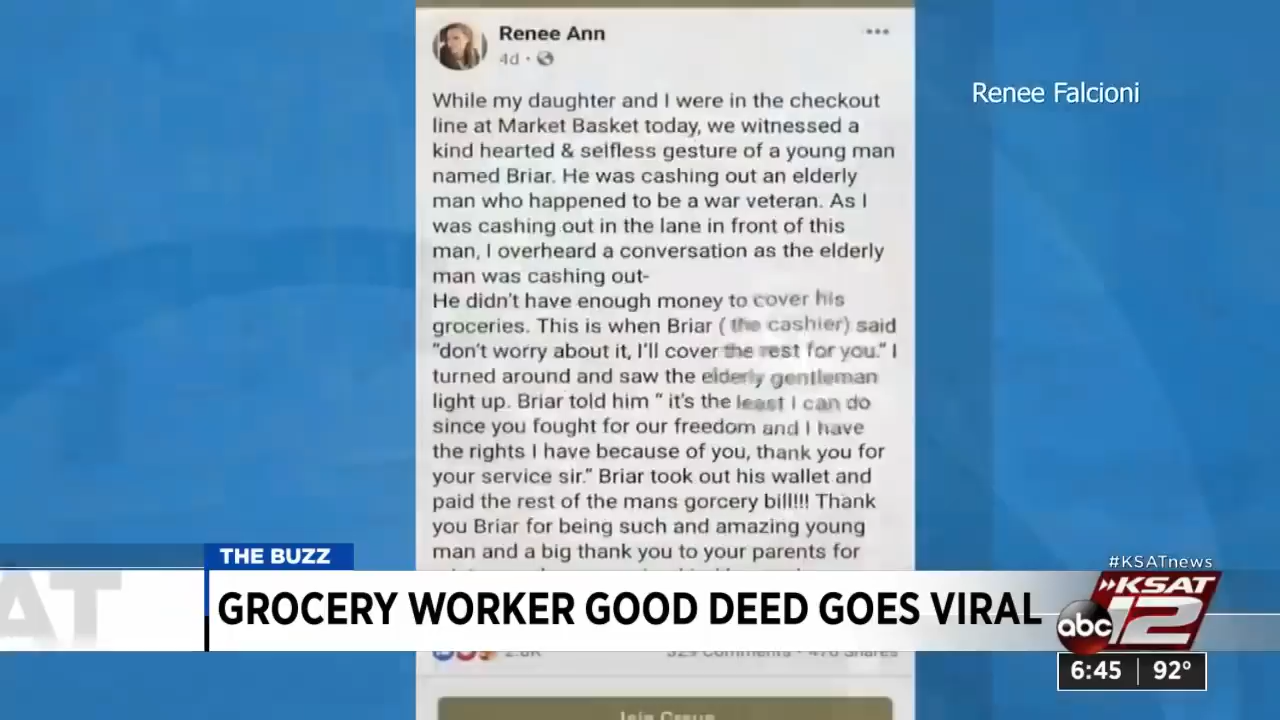 Renee Ann
4d
Renee Falcioni
While my daughter and I were in the checkout
line at Market Basket today, we witnessed a
kind hearted & selfless gesture of a young man
named Briar. He was cashing out an elderly
man who happened to be a war veteran. As I
was cashing out in the lane in front of this
man, I overheard a conversation as the elderly
man was cashing out-
He didn't have enough money to cover his
groceries. This is when Briar ( the cashier) said
"don't worry about it, I'll cover the rest for you." I
turned around and saw the elderly gentleman
light up. Briar told him " it's the least I can do
since you fought for our freedom and I have
the rights I have because of you, thank you for
your service sir." Briar took out his wallet and
paid the rest of the mans gorcery bill!!! Thank
you Briar for being such and amazing young
man and a big thank you to your parents for
THE BUZZ
#KSATnews
AT
GROCERY WORKER GOOD DEED GOES VIRAL
KSAT
abc 12
Comments
Shares
6:45 92°